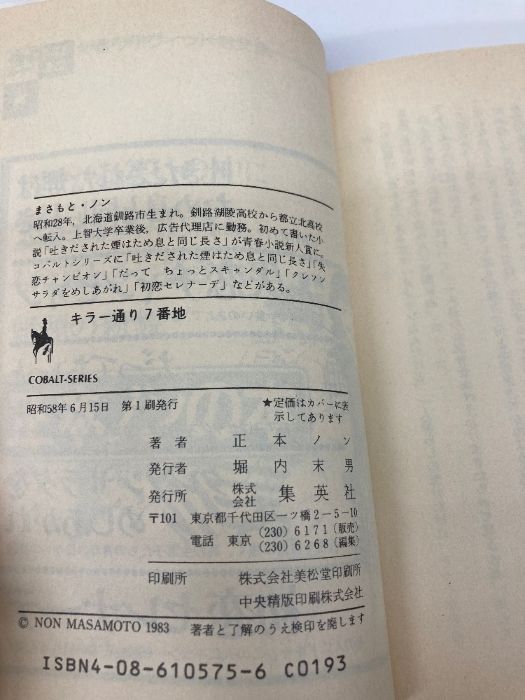 まさもと・ノン
昭和28年，北海道釧路市生まれ。釧路湖陵高校から都立北高校
へ転入。上智大学卒業後，広告代理店に勤務。初めて書いた小
説「吐きだされた煙はため息と同じ長さ」が青春小説新人賞に。
コバルトシリーズに「吐きだされた煙はため息と同じ長さ」「失
恋チャンピオン」「だって　ちょっとスキャンダル」「クレソン
サラダをめしあがれ」「初恋セレナーデ」などがある。
キラー通り7番地
COBALT-SERIES
昭和58年6月15日　第1刷発行
★定価はカバーに表
示してあります
著者　正本ノン
発行者　堀内末男
発行所　株式会社　集英社
〒101　東京都千代田区一ツ橋2-5-10
電話　東京 (230) 6171 (販売)
(230) 6268 (編集)
印刷所　株式会社美松堂印刷所
中央精版印刷株式会社
© NON MASAMOTO 1983　著者と了解のうえ検印を廃します
ISBN4-08-610575-6 C0193